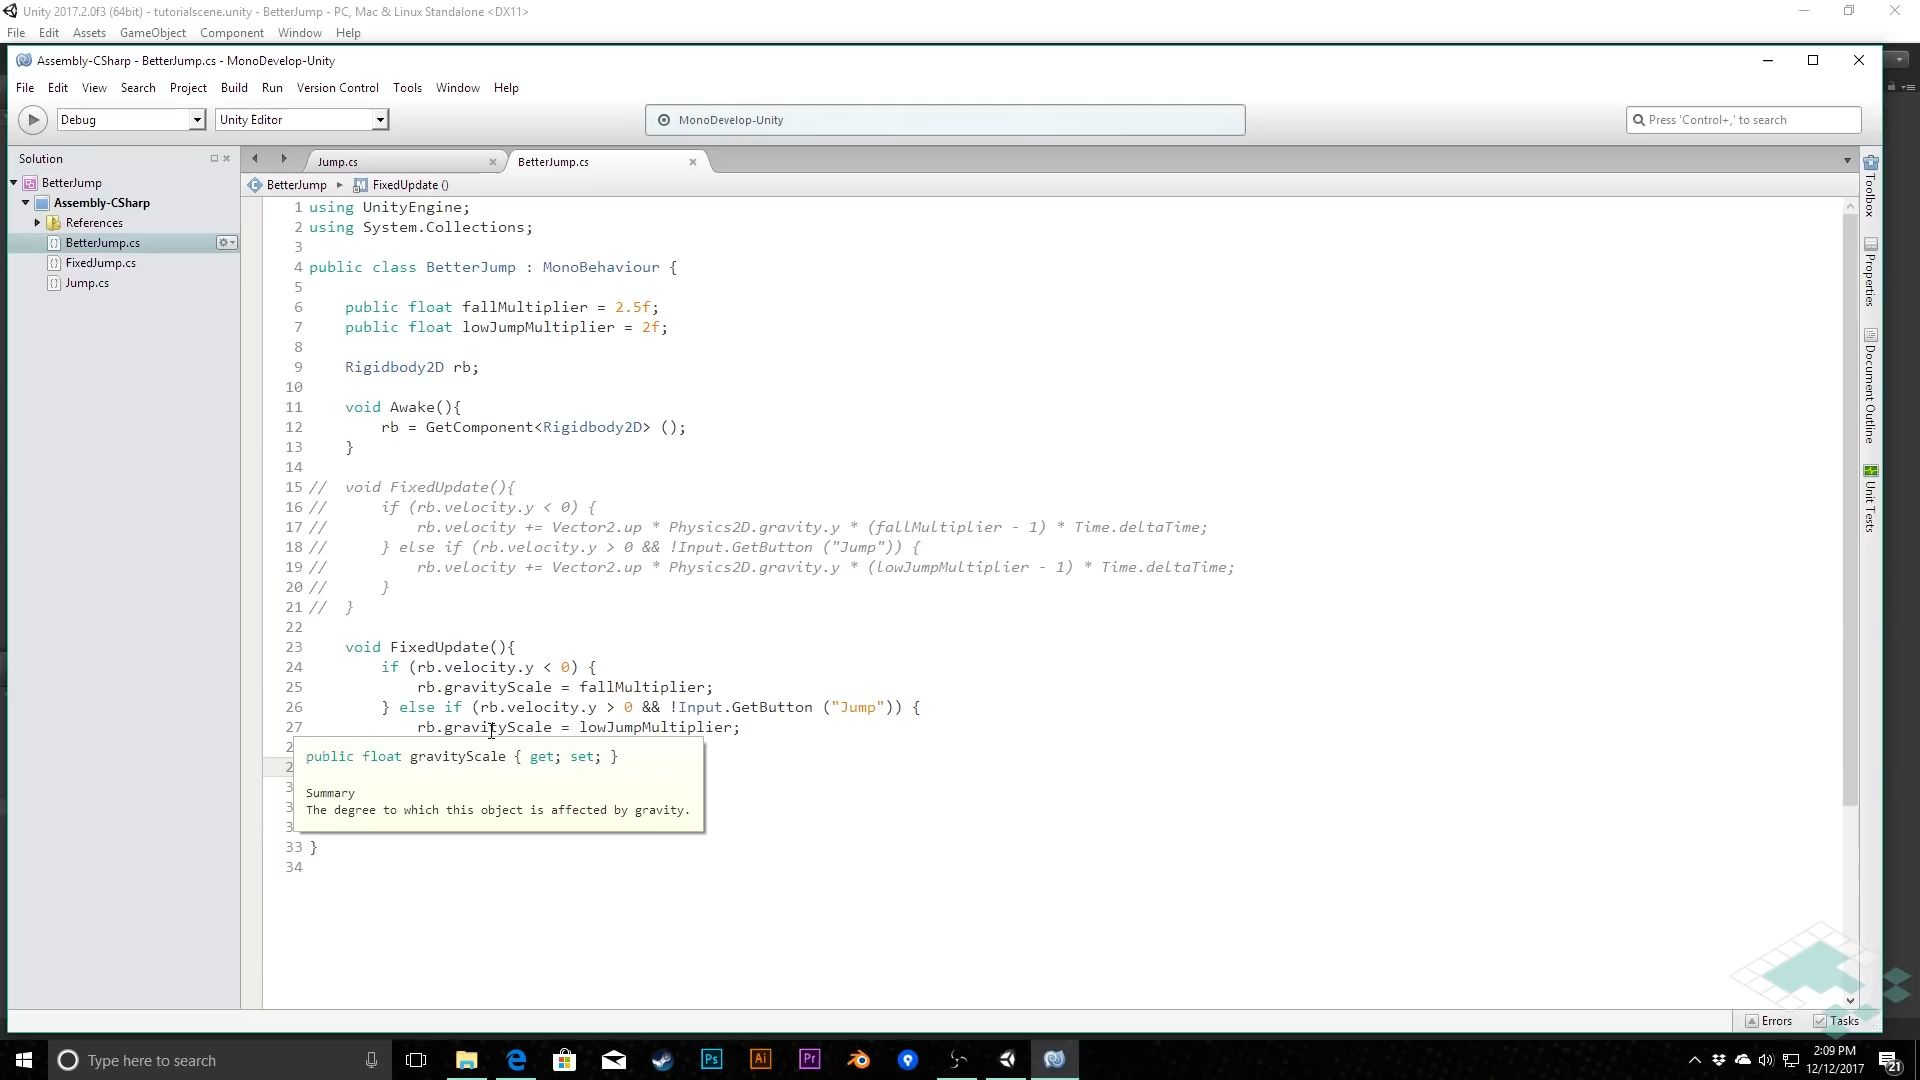 Unity 2017.2.0f3 (64bit) - tutorialscene.unity - BetterJump - PC, Mac & Linux Standalone <DX11>
File Edit Assets GameObject Component Window Help
Assembly-CSharp - BetterJump.cs - MonoDevelop-Unity
File Edit View Search Project Build Run Version Control Tools Window Help
Debug Unity Editor MonoDevelop-Unity Press 'Control+,' to search
Solution
BetterJump
Assembly-CSharp
References
BetterJump.cs
FixedJump.cs
Jump.cs
Jump.cs BetterJump.cs
BetterJump FixedUpdate ()
1 using UnityEngine;
2 using System.Collections;
3
4 public class BetterJump : MonoBehaviour {
5
6 public float fallMultiplier = 2.5f;
7 public float lowJumpMultiplier = 2f;
8
9 Rigidbody2D rb;
10
11 void Awake(){
12 rb = GetComponent<Rigidbody2D> ();
13 }
14
15 // void FixedUpdate(){
16 // if (rb.velocity.y < 0) {
17 // rb.velocity += Vector2.up * Physics2D.gravity.y * (fallMultiplier - 1) * Time.deltaTime;
18 // } else if (rb.velocity.y > 0 && !Input.GetButton ("Jump")) {
19 // rb.velocity += Vector2.up * Physics2D.gravity.y * (lowJumpMultiplier - 1) * Time.deltaTime;
20 // }
21 // }
22
23 void FixedUpdate(){
24 if (rb.velocity.y < 0) {
25 rb.gravityScale = fallMultiplier;
26 } else if (rb.velocity.y > 0 && !Input.GetButton ("Jump")) {
27 rb.gravityScale = lowJumpMultiplier;
public float gravityScale { get; set; }
Summary
The degree to which this object is affected by gravity.
33 }
34
Toolbox
Properties
Document Outline
Unit Tests
Errors Tasks
Type here to search
Ps Ai Pr
2:09 PM
12/12/2017
21